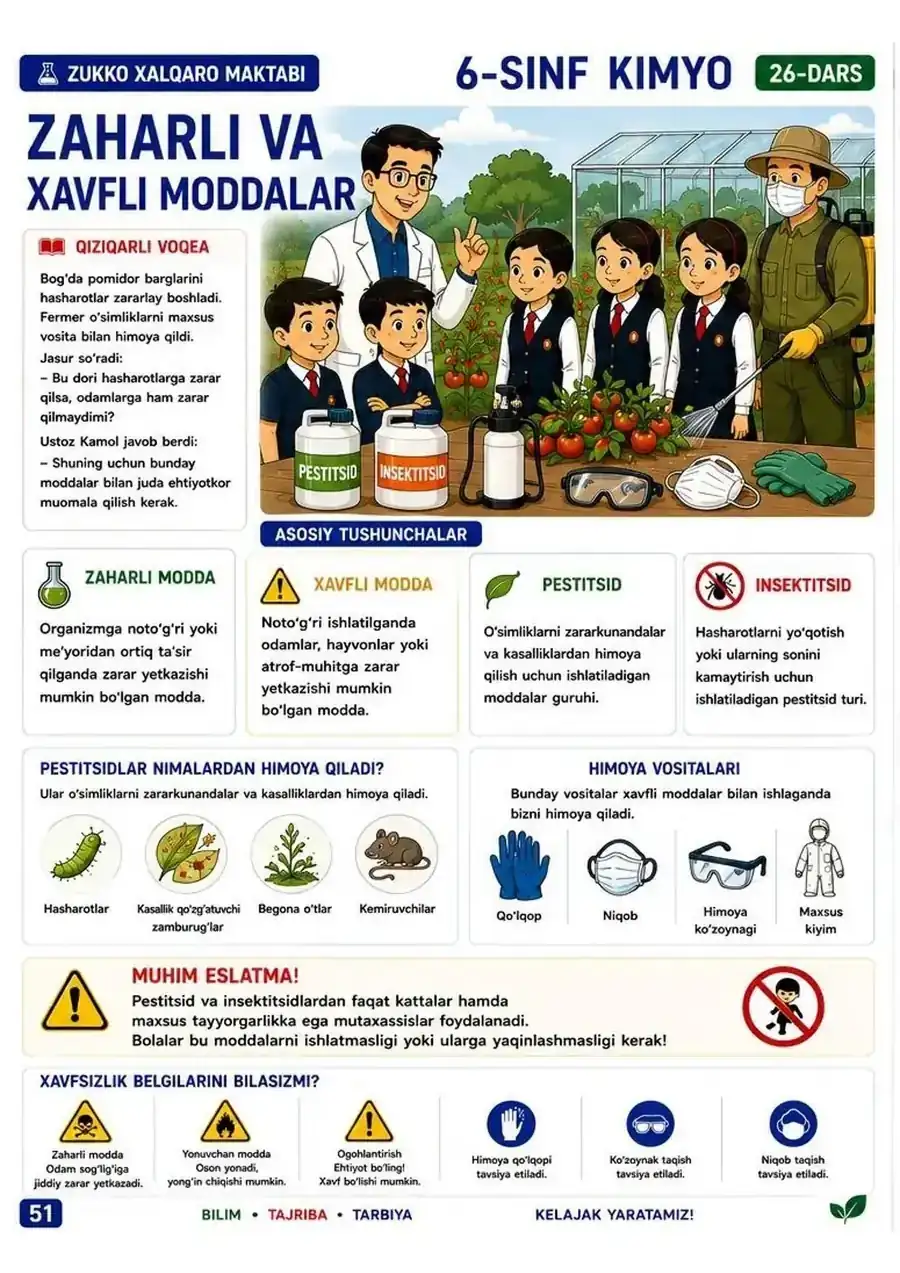 ZUKKO XALQARO MAKTABI
6-SINF KIMYO
26-DARS
ZAHARLI VA
XAVFLI MODDALAR
QIZIQARLI VOQEA
Bog‘da pomidor barglarini
hasharotlar zararlay boshladi.
Fermer o‘simliklarni maxsus
vosita bilan himoya qildi.
Jasur so‘radi:
– Bu dori hasharotlarga zarar
qilsa, odamlarga ham zarar
qilmaydimi?
Ustoz Kamol javob berdi:
– Shuning uchun bunday
moddalar bilan juda ehtiyotkor
muomala qilish kerak.
PESTITSID
INSEKTITSID
ASOSIY TUSHUNCHALAR
ZAHARLI MODDA
Organizmga noto‘g‘ri yoki
me’yoridan ortiq ta’sir
qilganda zarar yetkazishi
mumkin bo‘lgan modda.
XAVFLI MODDA
Noto‘g‘ri ishlatilganda
odamlar, hayvonlar yoki
atrof-muhitga zarar
yetkazishi mumkin
bo‘lgan modda.
PESTITSID
O‘simliklarni zararkunandalar
va kasalliklardan himoya
qilish uchun ishlatiladigan
moddalar guruhi.
INSEKTITSID
Hasharotlarni yo‘qotish
yoki ularning sonini
kamaytirish uchun
ishlatiladigan pestitsid turi.
PESTITSIDLAR NIMALARDAN HIMOYA QILADI?
Ular o‘simliklarni zararkunandalar va kasalliklardan himoya qiladi.
Hasharotlar
Kasallik qo‘zg‘atuvchi
zamburug‘lar
Begona o‘tlar
Kemiruvchilar
HIMOYA VOSITALARI
Bunday vositalar xavfli moddalar bilan ishlaganda
bizni himoya qiladi.
Qo‘lqop
Niqob
Himoya
ko‘zoynagi
Maxsus
kiyim
MUHIM ESLATMA!
Pestitsid va insektitsidlardan faqat kattalar hamda
maxsus tayyorgarlikka ega mutaxassislar foydalanadi.
Bolalar bu moddalarni ishlatmasligi yoki ularga yaqinlashmasligi kerak!
XAVFSIZLIK BELGILARINI BILASIZMI?
Zaharli modda
Odam sog‘lig‘iga
jiddiy zarar yetkazadi.
Yonuvchan modda
Oson yonadi,
yong‘in chiqishi mumkin.
Ogohlantirish
Ehtiyot bo‘ling!
Xavf bo‘lishi mumkin.
Himoya qo‘lqopi
tavsiya etiladi.
Ko‘zoynak taqish
tavsiya etiladi.
Niqob taqish
tavsiya etiladi.
51
BILIM • TAJRIBA • TARBIYA
KELAJAK YARATAMIZ!